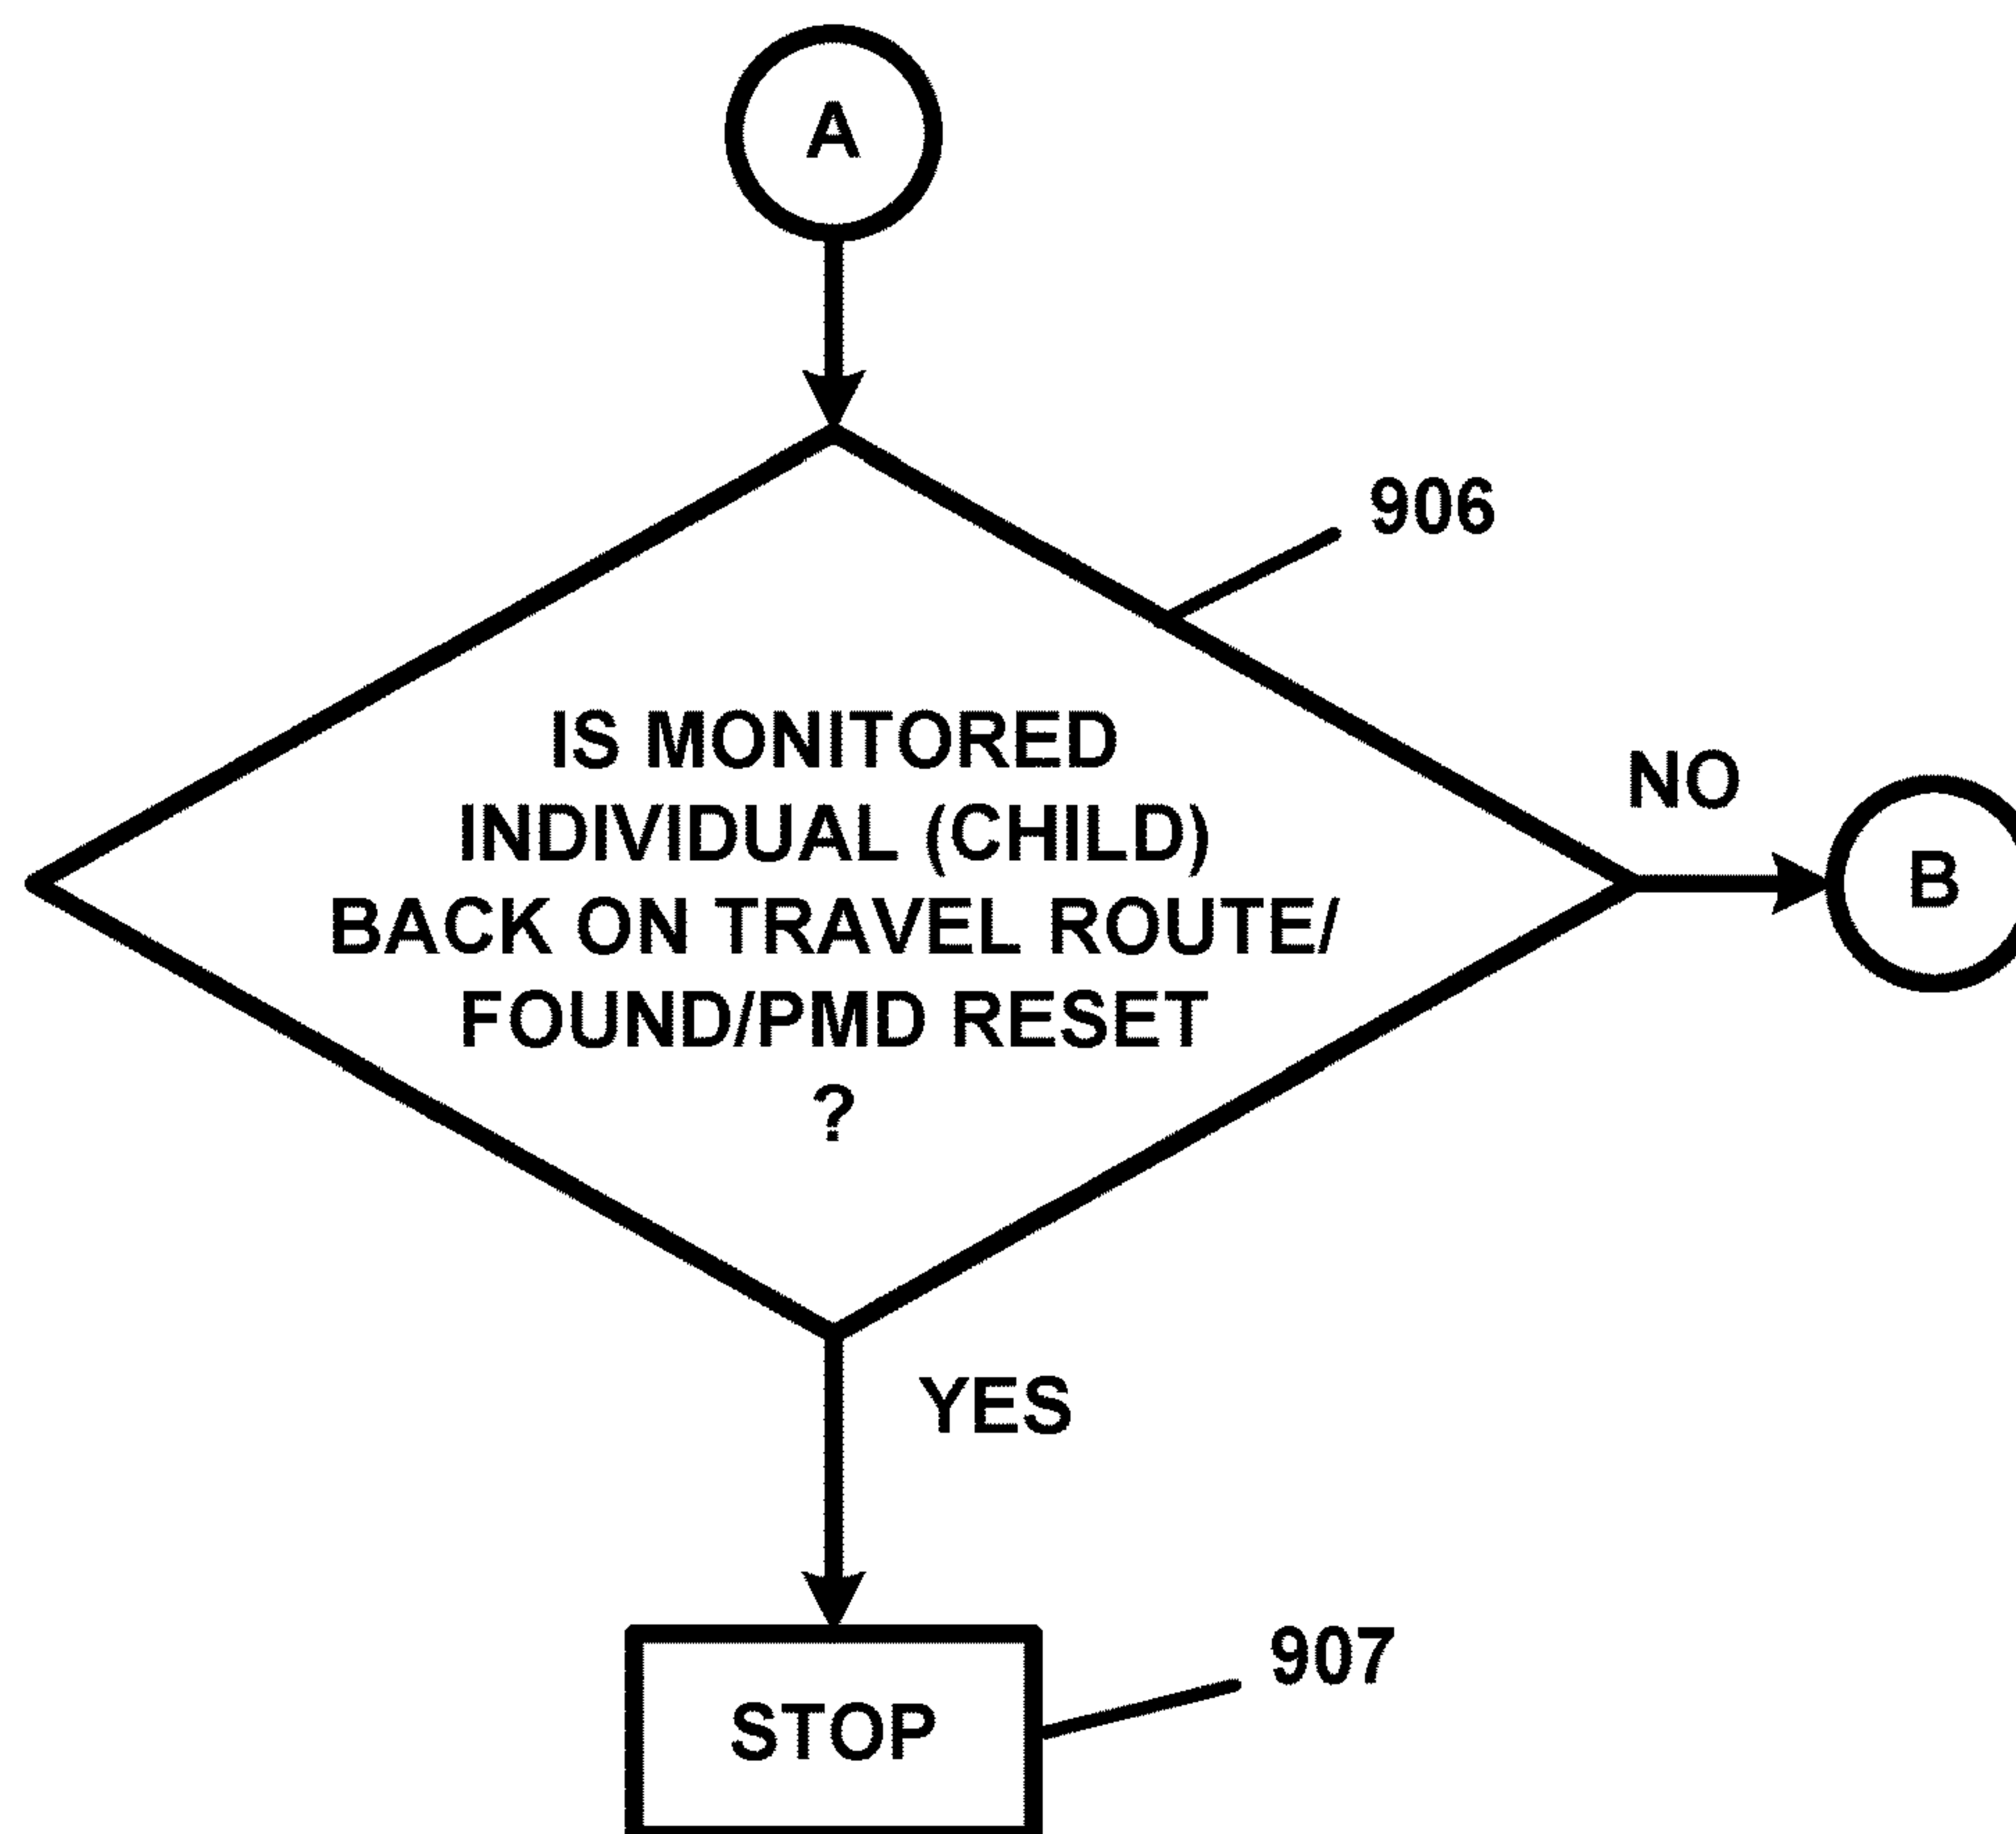 A
906
IS MONITORED
INDIVIDUAL (CHILD)
BACK ON TRAVEL ROUTE/
FOUND/PMD RESET
?
NO
B
YES
STOP
907